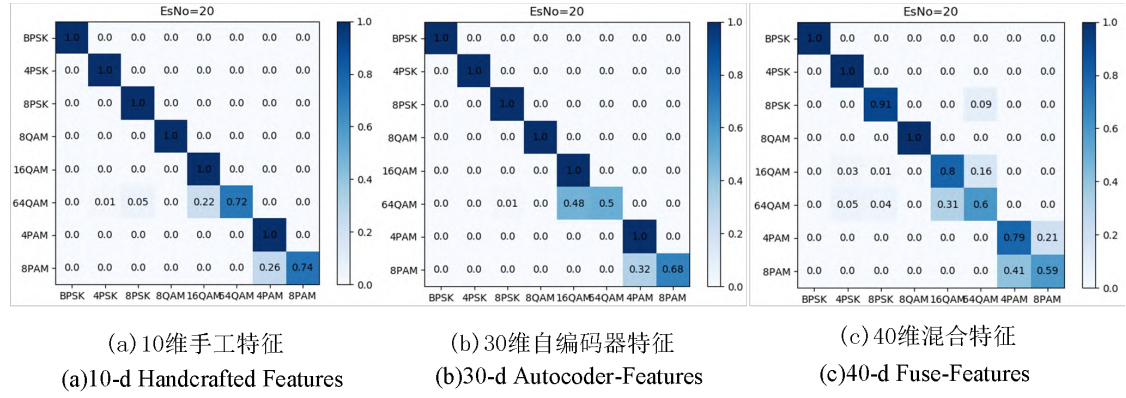 EsNo=20
BPSK 1.0 0.0 0.0 0.0 0.0 0.0 0.0 0.0
4PSK 0.0 1.0 0.0 0.0 0.0 0.0 0.0 0.0
8PSK 0.0 0.0 1.0 0.0 0.0 0.0 0.0 0.0
8QAM 0.0 0.0 0.0 1.0 0.0 0.0 0.0 0.0
16QAM 0.0 0.0 0.0 0.0 1.0 0.0 0.0 0.0
64QAM 0.0 0.01 0.05 0.0 0.22 0.72 0.0 0.0
4PAM 0.0 0.0 0.0 0.0 0.0 0.0 1.0 0.0
8PAM 0.0 0.0 0.0 0.0 0.0 0.0 0.26 0.74
BPSK 4PSK 8PSK 8QAM 16QAM 64QAM 4PAM 8PAM
1.0
0.8
0.6
0.4
0.2
0.0
(a)10维手工特征
(a)10-d Handcrafted Features
EsNo=20
BPSK 1.0 0.0 0.0 0.0 0.0 0.0 0.0 0.0
4PSK 0.0 1.0 0.0 0.0 0.0 0.0 0.0 0.0
8PSK 0.0 0.0 1.0 0.0 0.0 0.0 0.0 0.0
8QAM 0.0 0.0 0.0 1.0 0.0 0.0 0.0 0.0
16QAM 0.0 0.0 0.0 0.0 1.0 0.0 0.0 0.0
64QAM 0.0 0.0 0.01 0.0 0.48 0.5 0.0 0.0
4PAM 0.0 0.0 0.0 0.0 0.0 0.0 1.0 0.0
8PAM 0.0 0.0 0.0 0.0 0.0 0.0 0.32 0.68
BPSK 4PSK 8PSK 8QAM 16QAM 64QAM 4PAM 8PAM
1.0
0.8
0.6
0.4
0.2
0.0
(b)30维自编码器特征
(b)30-d Autocoder-Features
EsNo=20
BPSK 1.0 0.0 0.0 0.0 0.0 0.0 0.0 0.0
4PSK 0.0 1.0 0.0 0.0 0.0 0.0 0.0 0.0
8PSK 0.0 0.0 0.91 0.0 0.0 0.09 0.0 0.0
8QAM 0.0 0.0 0.0 1.0 0.0 0.0 0.0 0.0
16QAM 0.0 0.03 0.01 0.0 0.8 0.16 0.0 0.0
64QAM 0.0 0.05 0.04 0.0 0.31 0.6 0.0 0.0
4PAM 0.0 0.0 0.0 0.0 0.0 0.0 0.79 0.21
8PAM 0.0 0.0 0.0 0.0 0.0 0.0 0.41 0.59
BPSK 4PSK 8PSK 8QAM 16QAM 64QAM 4PAM 8PAM
1.0
0.8
0.6
0.4
0.2
0.0
(c)40维混合特征
(c)40-d Fuse-Features